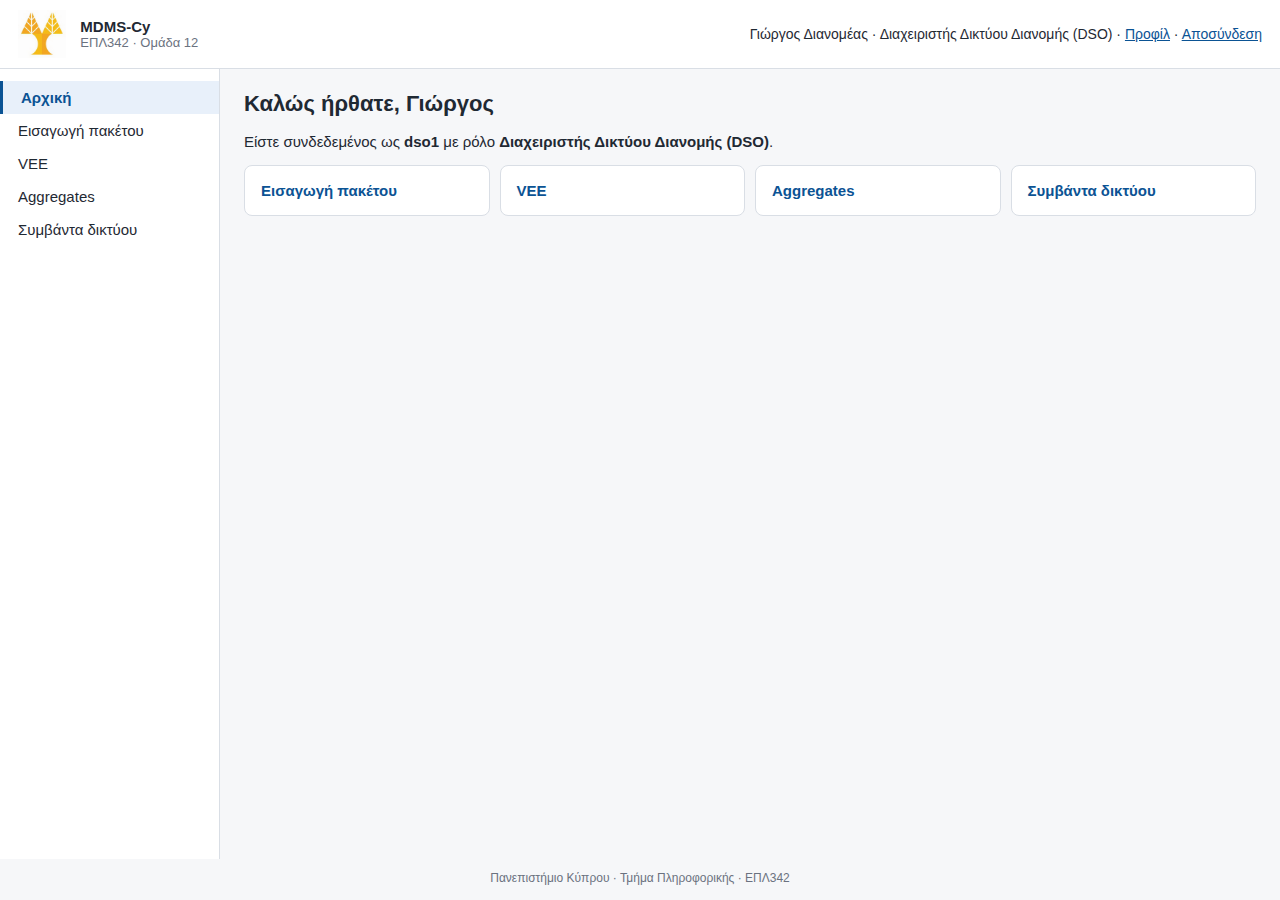 MDMS-Cy
ΕΠΛ342 · Ομάδα 12
Γιώργος Διανομέας · Διαχειριστής Δικτύου Διανομής (DSO) · Προφίλ · Αποσύνδεση
Αρχική
Εισαγωγή πακέτου
VEE
Aggregates
Συμβάντα δικτύου
Καλώς ήρθατε, Γιώργος
Είστε συνδεδεμένος ως dso1 με ρόλο Διαχειριστής Δικτύου Διανομής (DSO).
Εισαγωγή πακέτου
VEE
Aggregates
Συμβάντα δικτύου
Πανεπιστήμιο Κύπρου · Τμήμα Πληροφορικής · ΕΠΛ342